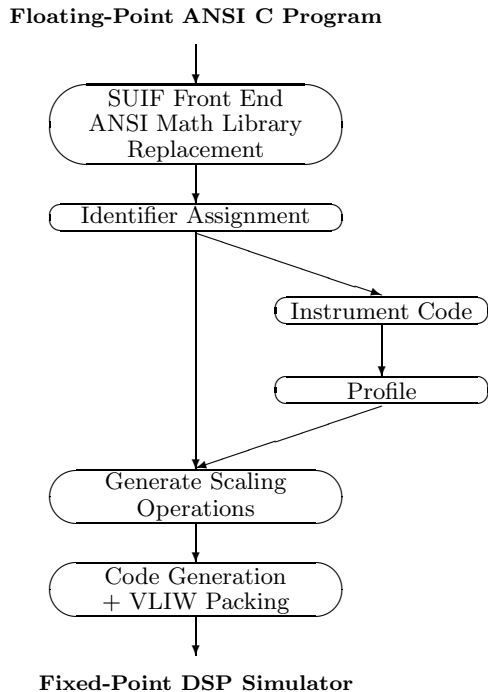 Floating-Point ANSI C Program
SUIF Front End
ANSI Math Library
Replacement
Identifier Assignment
Instrument Code
Profile
Generate Scaling
Operations
Code Generation
+ VLIW Packing
Fixed-Point DSP Simulator